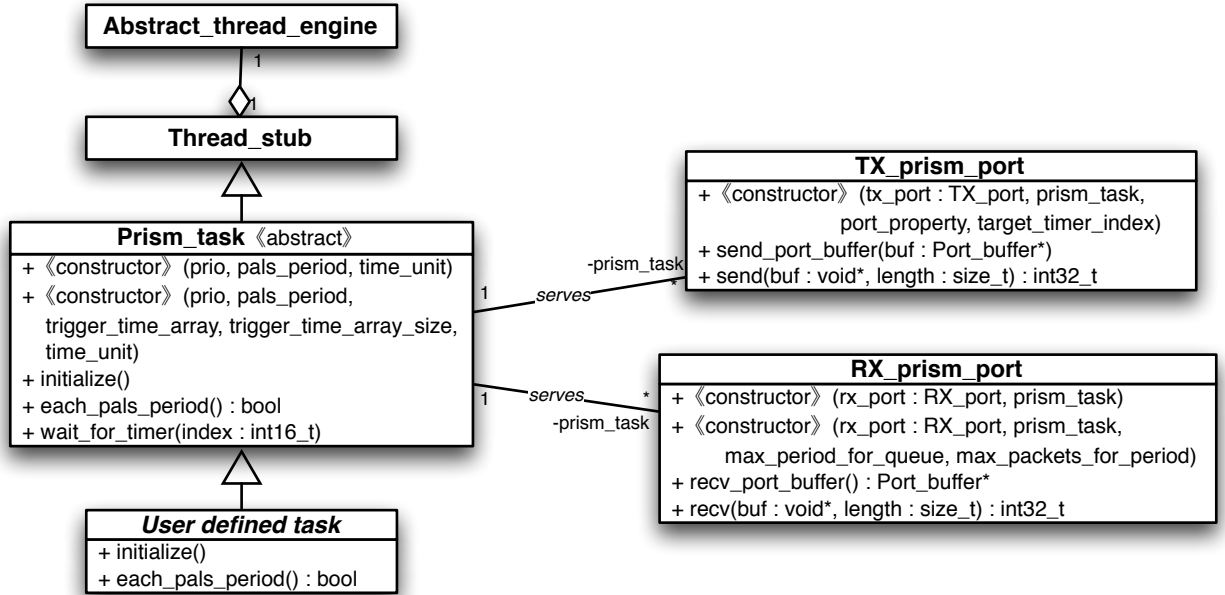 Abstract_thread_engine
1
1
Thread_stub
Prism_task 《abstract》
+ 《constructor》 (prio, pals_period, time_unit)
+ 《constructor》 (prio, pals_period,
trigger_time_array, trigger_time_array_size,
time_unit)
+ initialize()
+ each_pals_period() : bool
+ wait_for_timer(index : int16_t)
User defined task
+ initialize()
+ each_pals_period() : bool
1
serves
-prism_task
*
1
serves
*
-prism_task
TX_prism_port
+ 《constructor》 (tx_port : TX_port, prism_task,
port_property, target_timer_index)
+ send_port_buffer(buf : Port_buffer*)
+ send(buf : void*, length : size_t) : int32_t
RX_prism_port
+ 《constructor》 (rx_port : RX_port, prism_task)
+ 《constructor》 (rx_port : RX_port, prism_task,
max_period_for_queue, max_packets_for_period)
+ recv_port_buffer() : Port_buffer*
+ recv(buf : void*, length : size_t) : int32_t